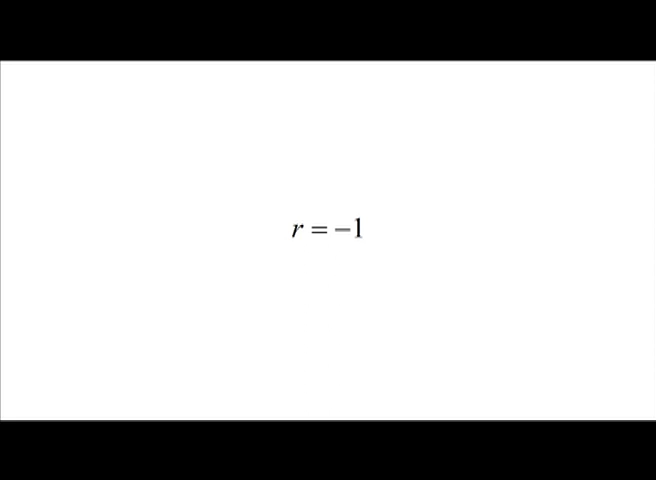 r = −1